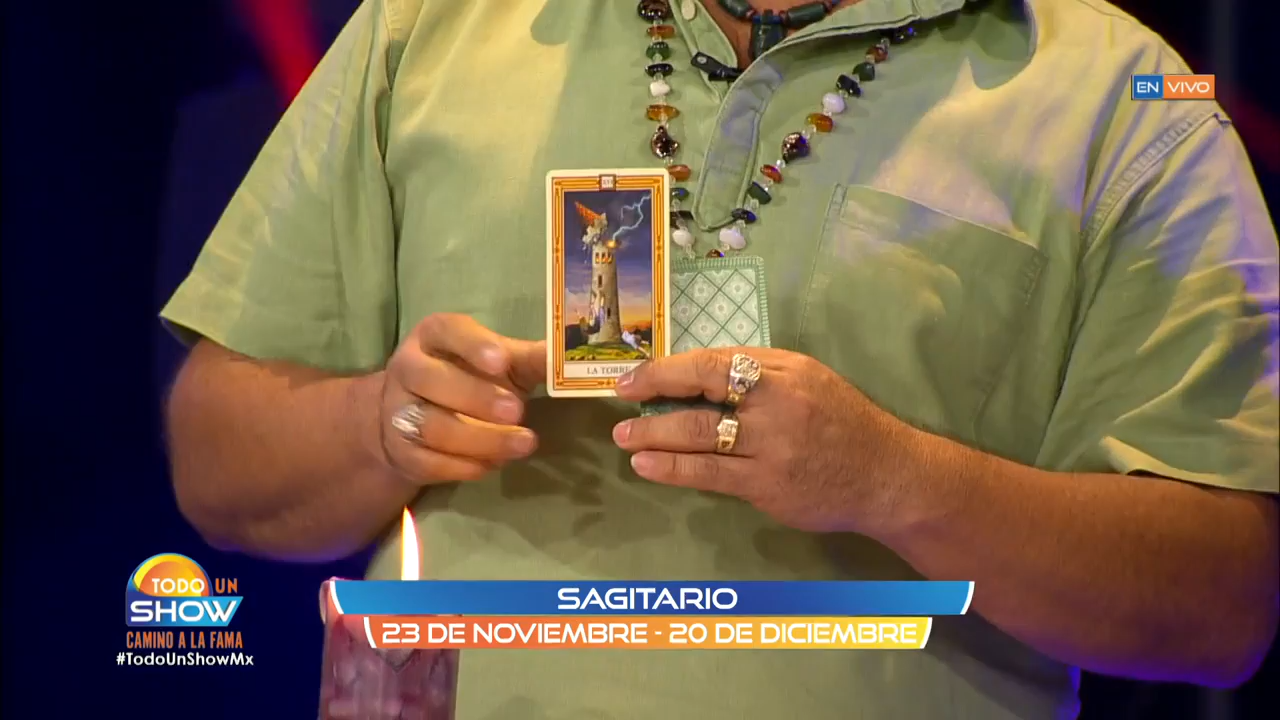 EN VIVO
LA TORRE
TODO UN
SHOW
CAMINO A LA FAMA
#TodoUnShowMx
SAGITARIO
23 DE NOVIEMBRE - 20 DE DICIEMBRE